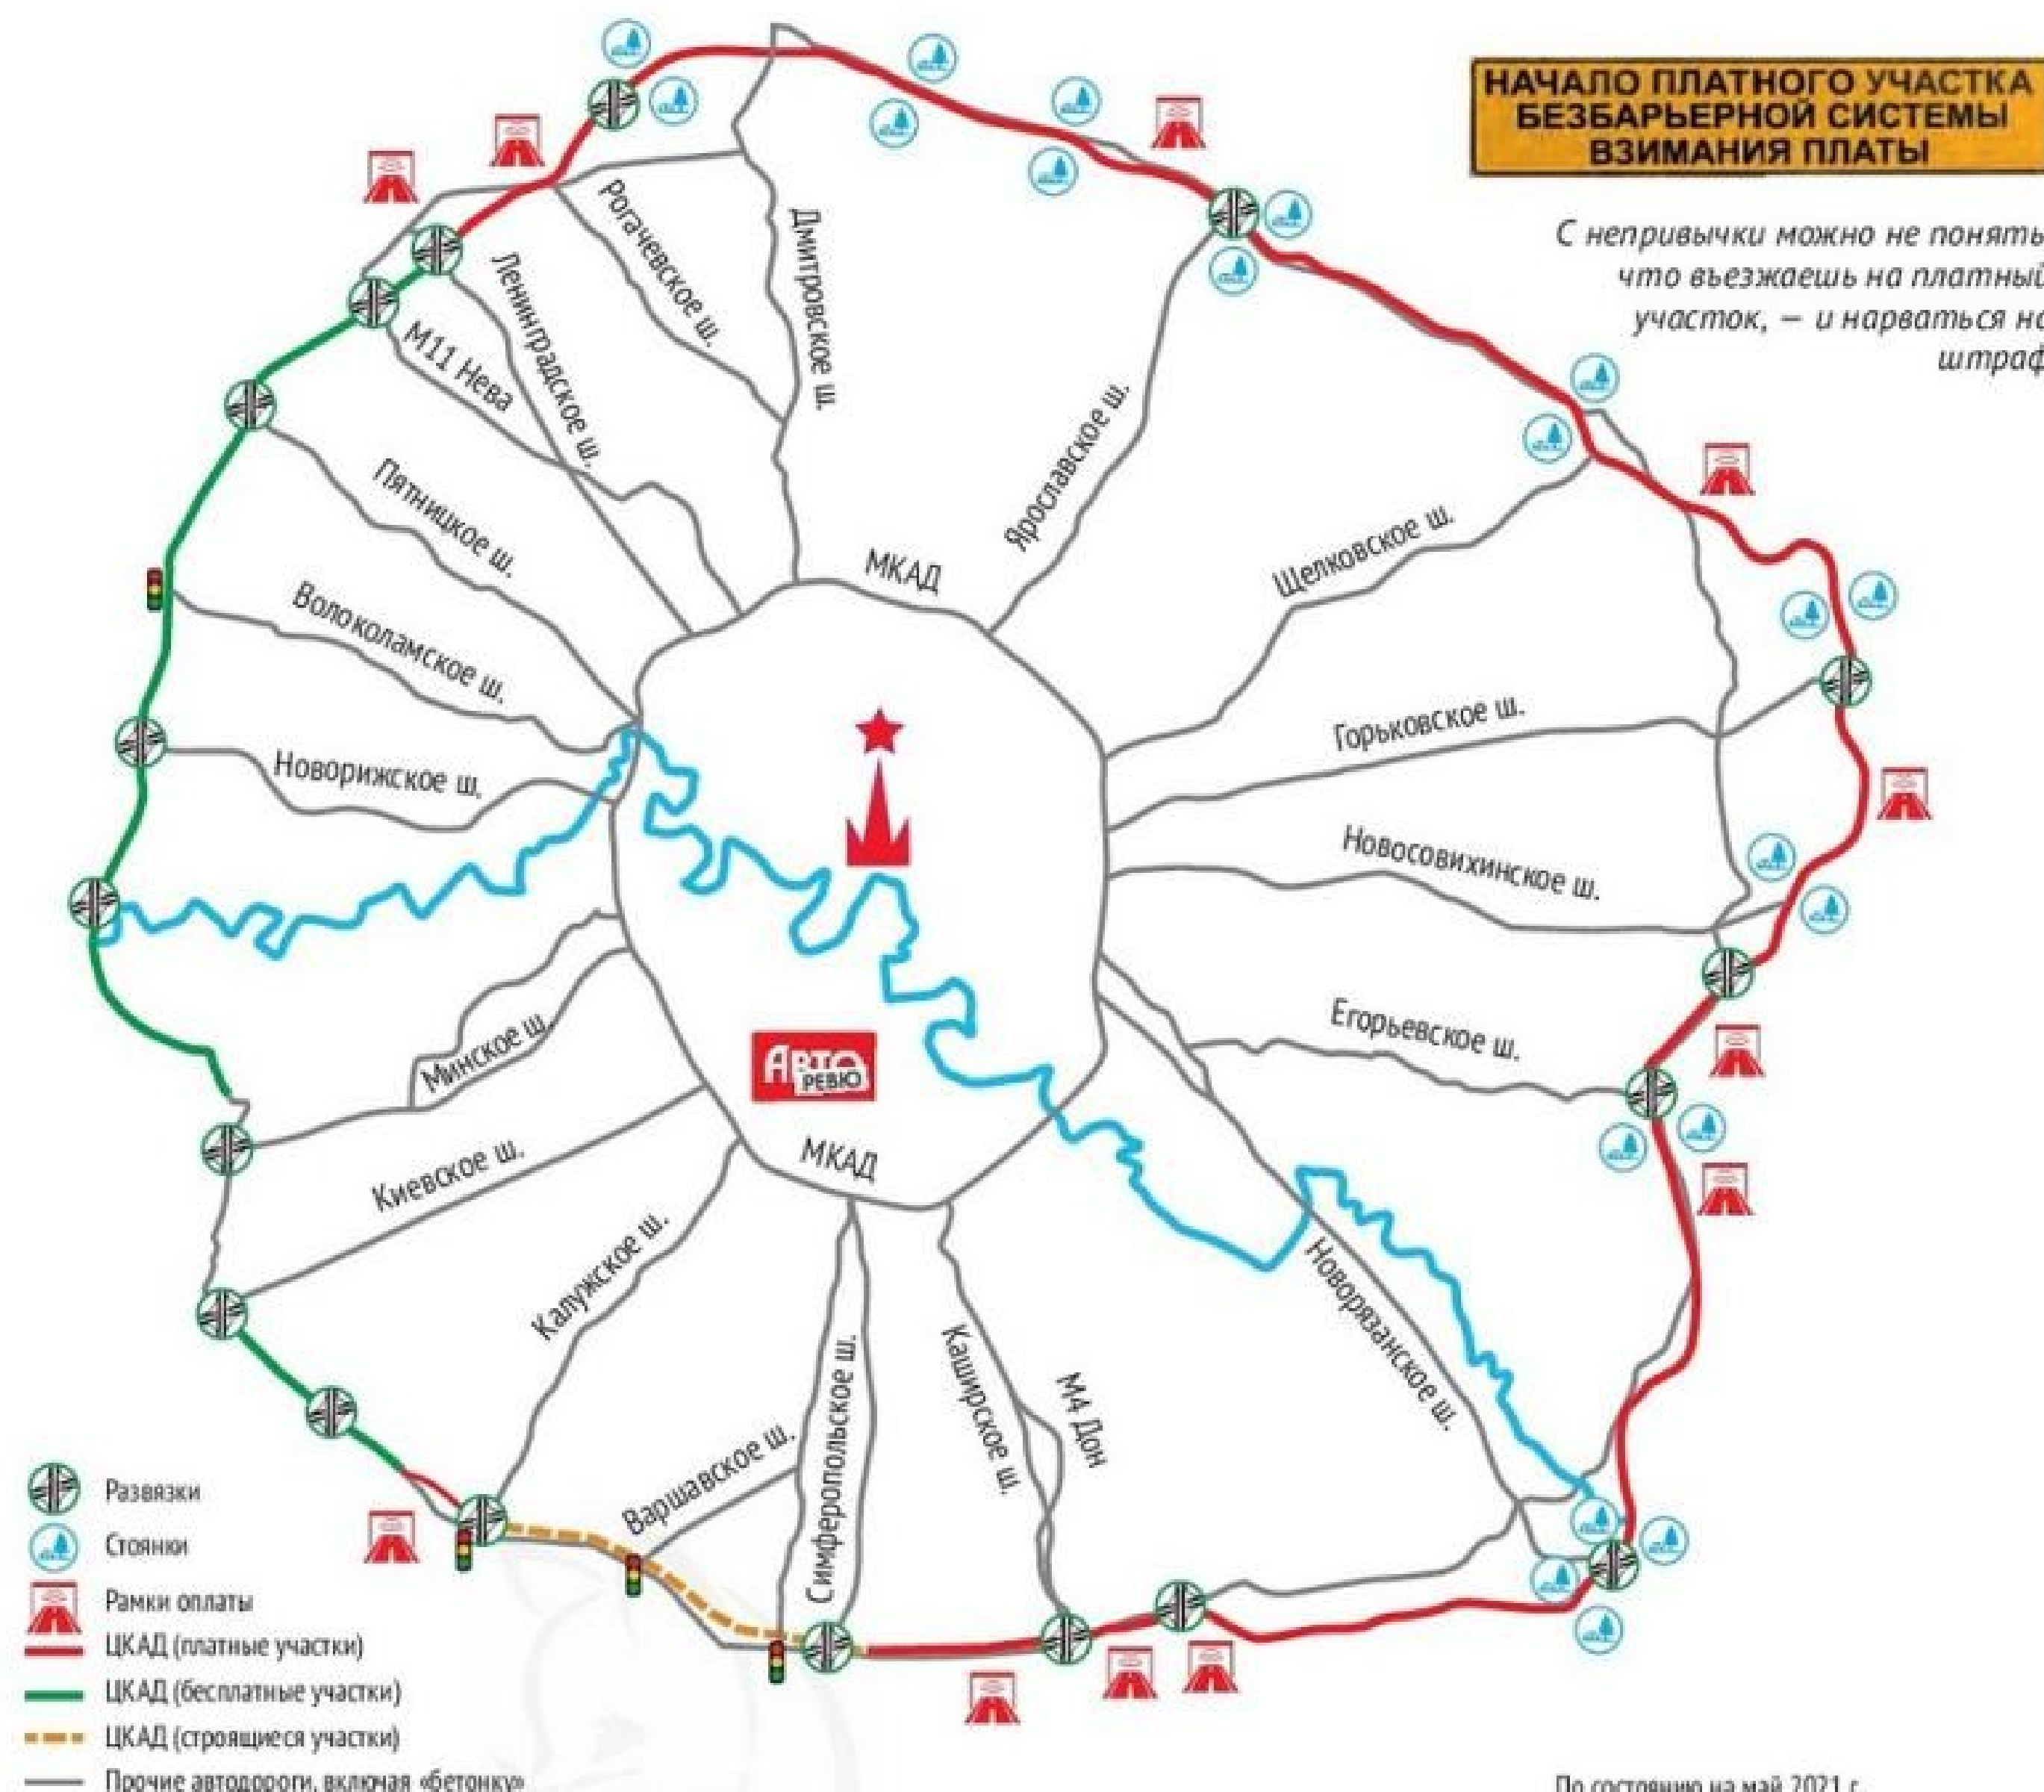 НАЧАЛО ПЛАТНОГО УЧАСТКА
БЕЗБАРЬЕРНОЙ СИСТЕМЫ
ВЗИМАНИЯ ПЛАТЫ
С непривычки можно не понять,
что въезжаешь на платный
участок, – и нарваться на
штраф
Рогачевское ш.
Дмитровское ш.
Ленинградское ш.
М11 Нева
Ярославское ш.
Пятницкое ш.
Щелковское ш.
МКАД
Волоколамское ш.
Горьковское ш.
Новорижское ш.
Новосовихинское ш.
Егорьевское ш.
Минское ш.
АВТО
РЕВЮ
МКАД
Киевское ш.
Калужское ш.
Новорязанское ш.
Варшавское ш.
Симферопольское ш.
Каширское ш.
М4 Дон
Развязки
Стоянки
Рамки оплаты
ЦКАД (платные участки)
ЦКАД (бесплатные участки)
ЦКАД (строящиеся участки)
Прочие автодороги, включая «бетонку»
По состоянию на май 2021 г.